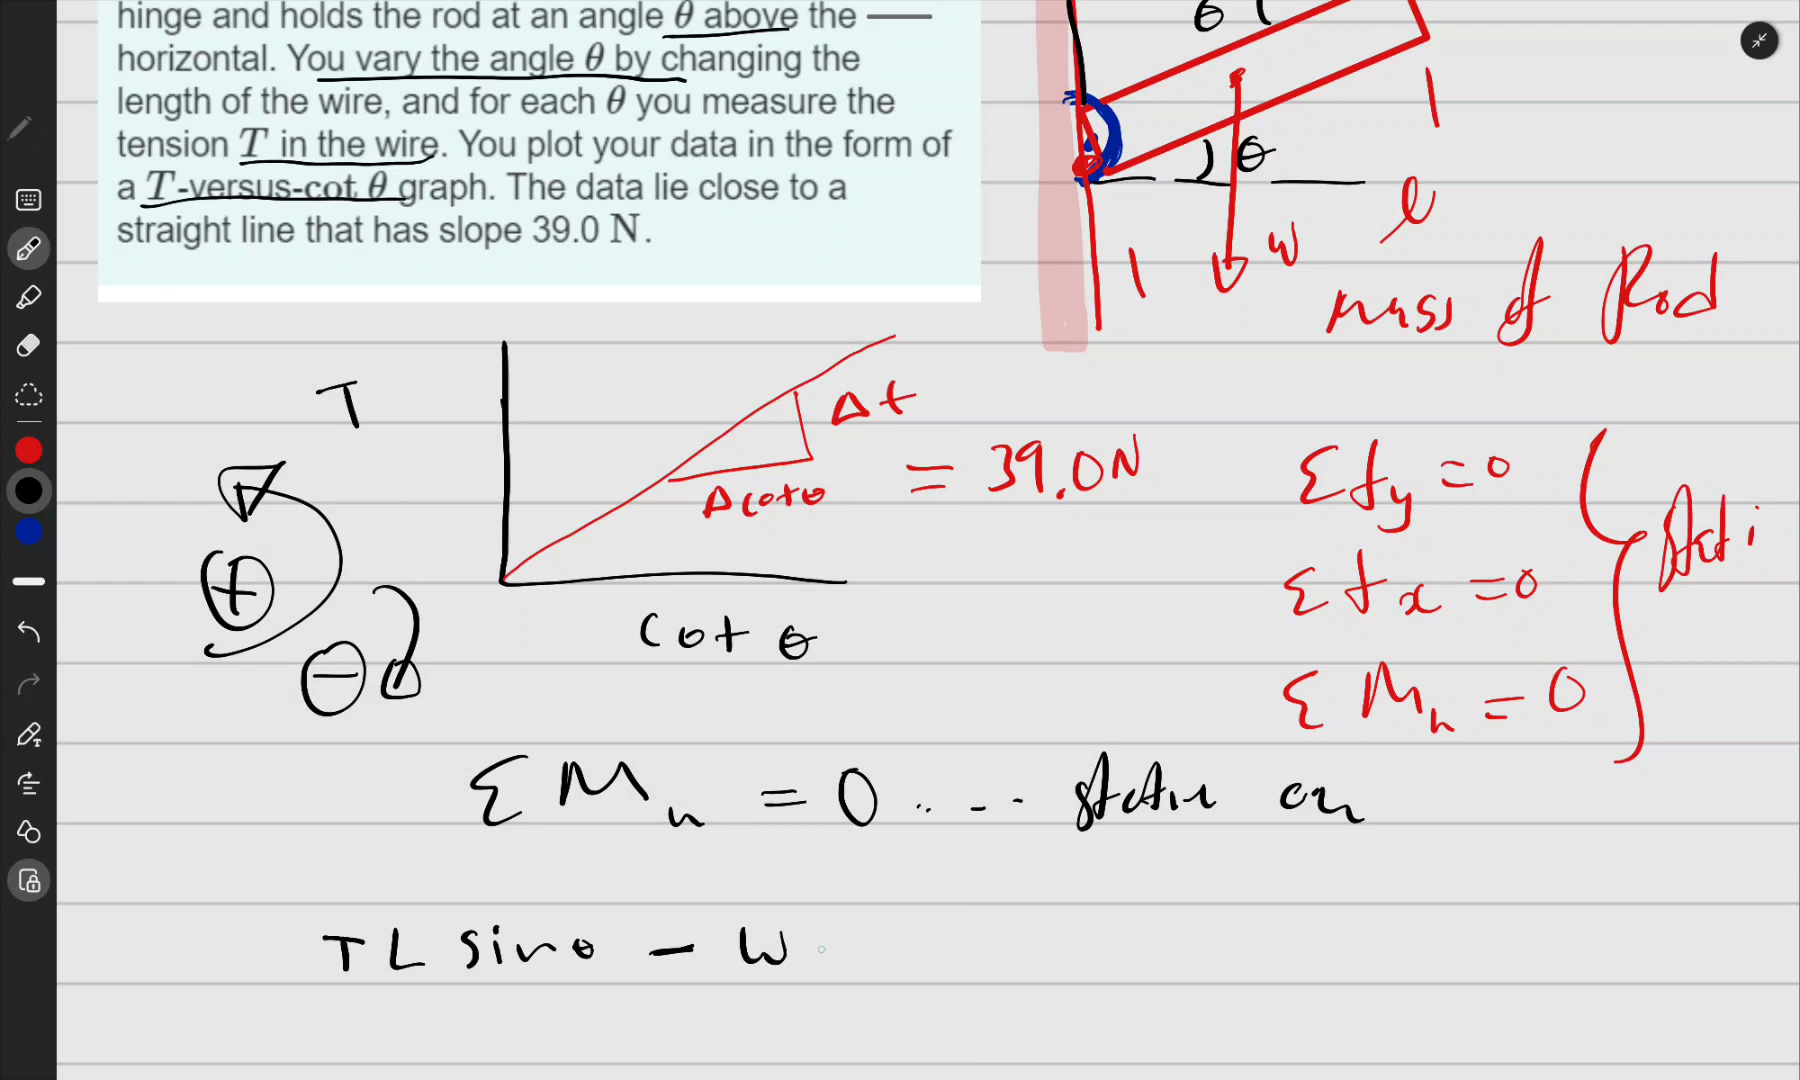 hinge and holds the rod at an angle θ above the
horizontal. You vary the angle θ by changing the
length of the wire, and for each θ you measure the
tension T in the wire. You plot your data in the form of
a T-versus-cot θ graph. The data lie close to a
straight line that has slope 39.0 N.
θ
θ
W
l
mass of Rod
T
Δt
Δcotθ
= 39.0N
Cot θ
+
−
Σfy = 0
Σfx = 0
ΣMh = 0
Stati
ΣMh = 0 ....
TL sinθ − W